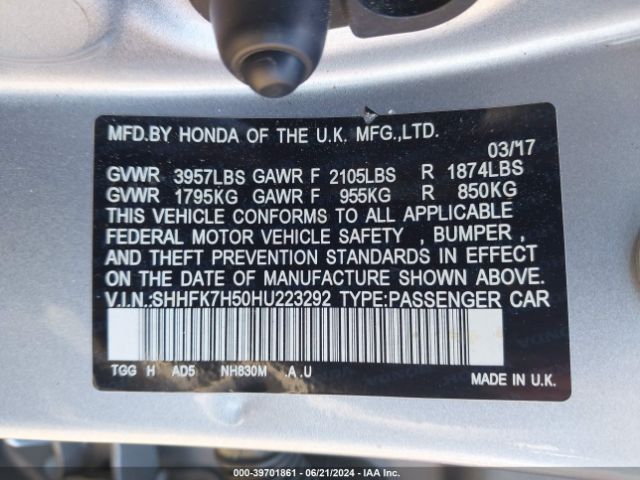 MFD.BY HONDA OF THE U.K. MFG.,LTD.
03/17
GVWR 3957LBS GAWR F 2105LBS R 1874LBS
GVWR 1795KG GAWR F 955KG R 850KG
THIS VEHICLE CONFORMS TO ALL APPLICABLE
FEDERAL MOTOR VEHICLE SAFETY , BUMPER ,
AND THEFT PREVENTION STANDARDS IN EFFECT
ON THE DATE OF MANUFACTURE SHOWN ABOVE.
V.I.N.:SHHFK7H50HU223292 TYPE:PASSENGER CAR
TGG H AD5 NH830M .A .U
MADE IN U.K.
000-39701861 - 06/21/2024 - IAA Inc.